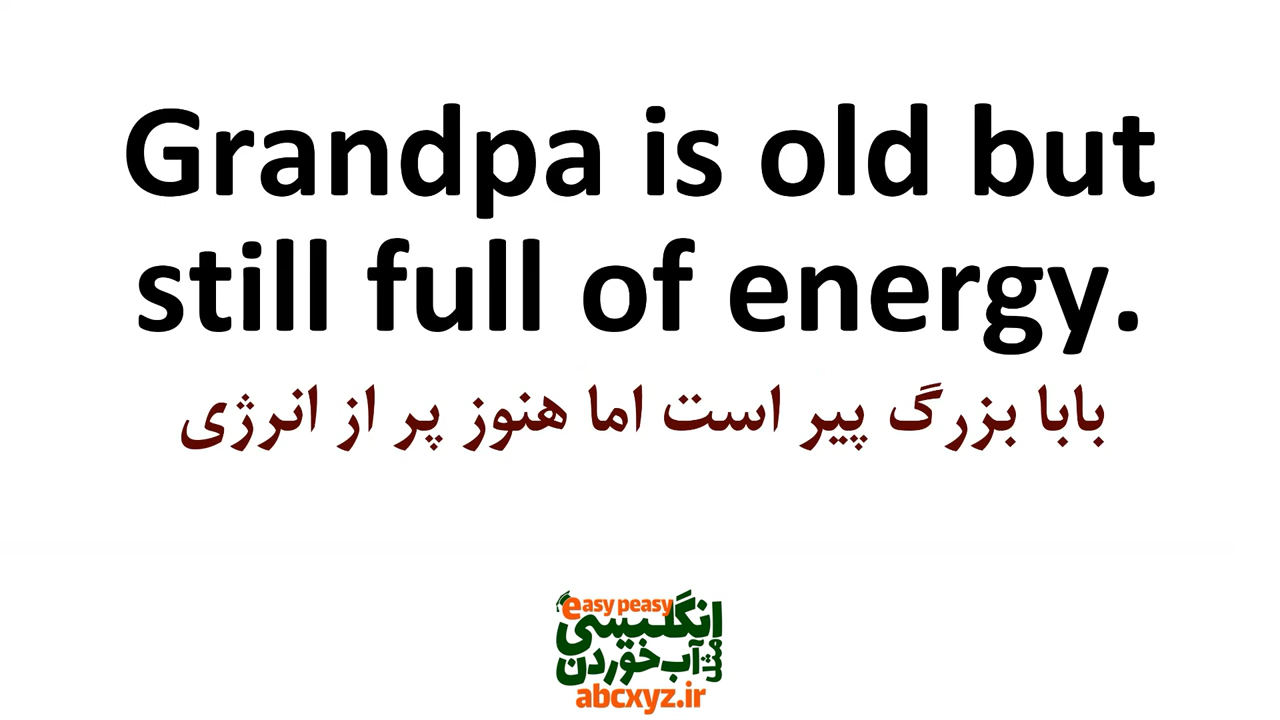 Grandpa is old but
still full of energy.
بابا بزرگ پیر است اما هنوز پر از انرژی
easy peasy
انگلیسی
مثل آب خوردن
abcxyz.ir